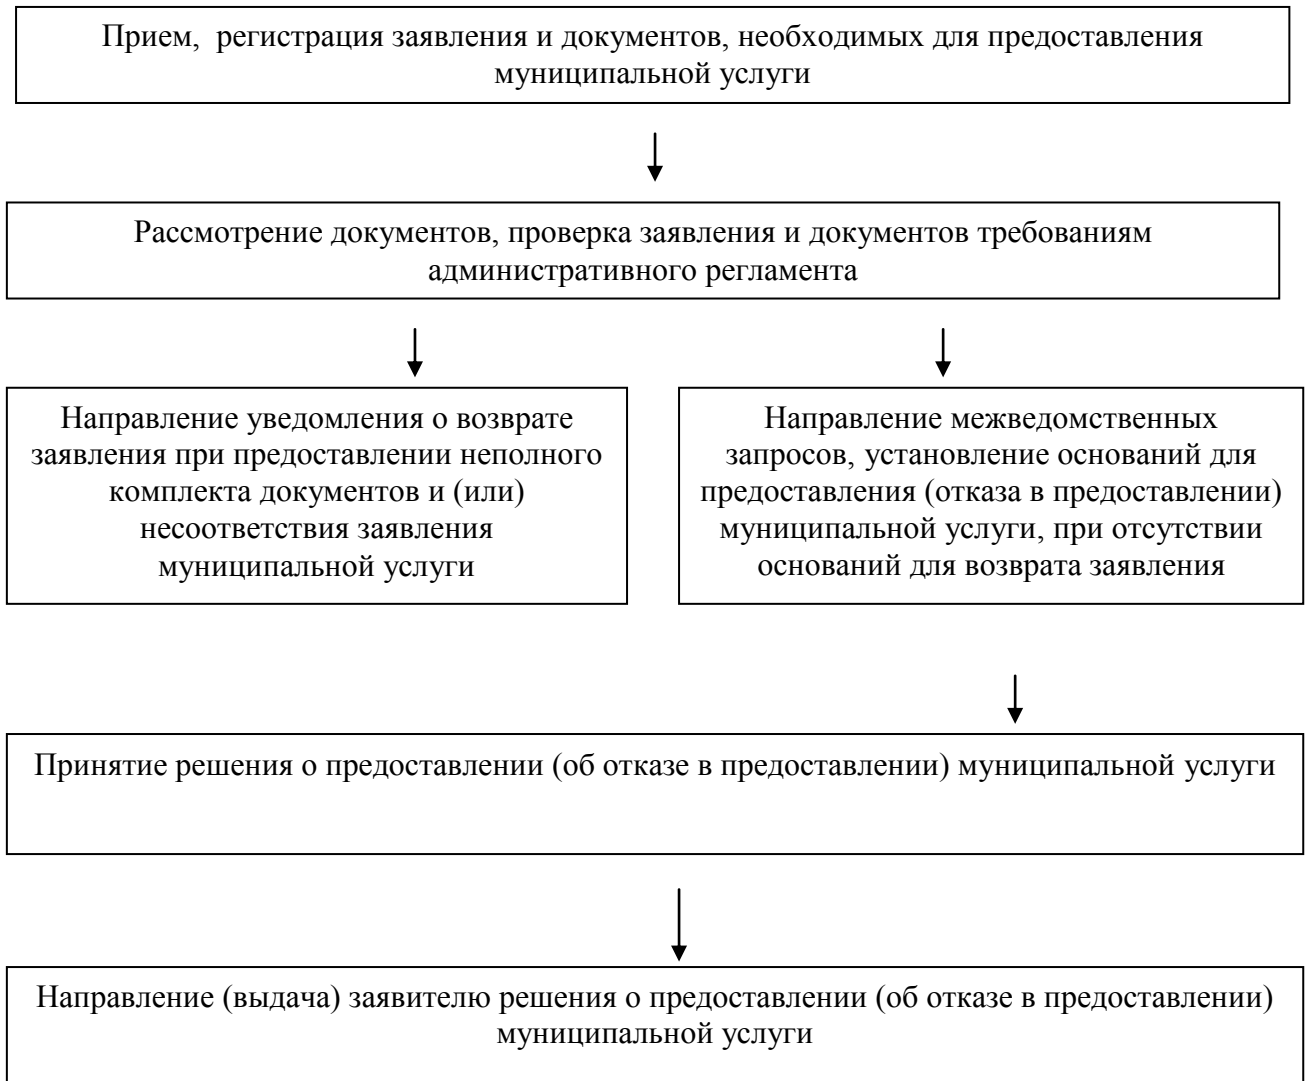 Прием, регистрация заявления и документов, необходимых для предоставления
муниципальной услуги
Рассмотрение документов, проверка заявления и документов требованиям
административного регламента
Направление уведомления о возврате
заявления при предоставлении неполного
комплекта документов и (или)
несоответствия заявления
муниципальной услуги
Направление межведомственных
запросов, установление оснований для
предоставления (отказа в предоставлении)
муниципальной услуги, при отсутствии
оснований для возврата заявления
Принятие решения о предоставлении (об отказе в предоставлении) муниципальной услуги
Направление (выдача) заявителю решения о предоставлении (об отказе в предоставлении)
муниципальной услуги